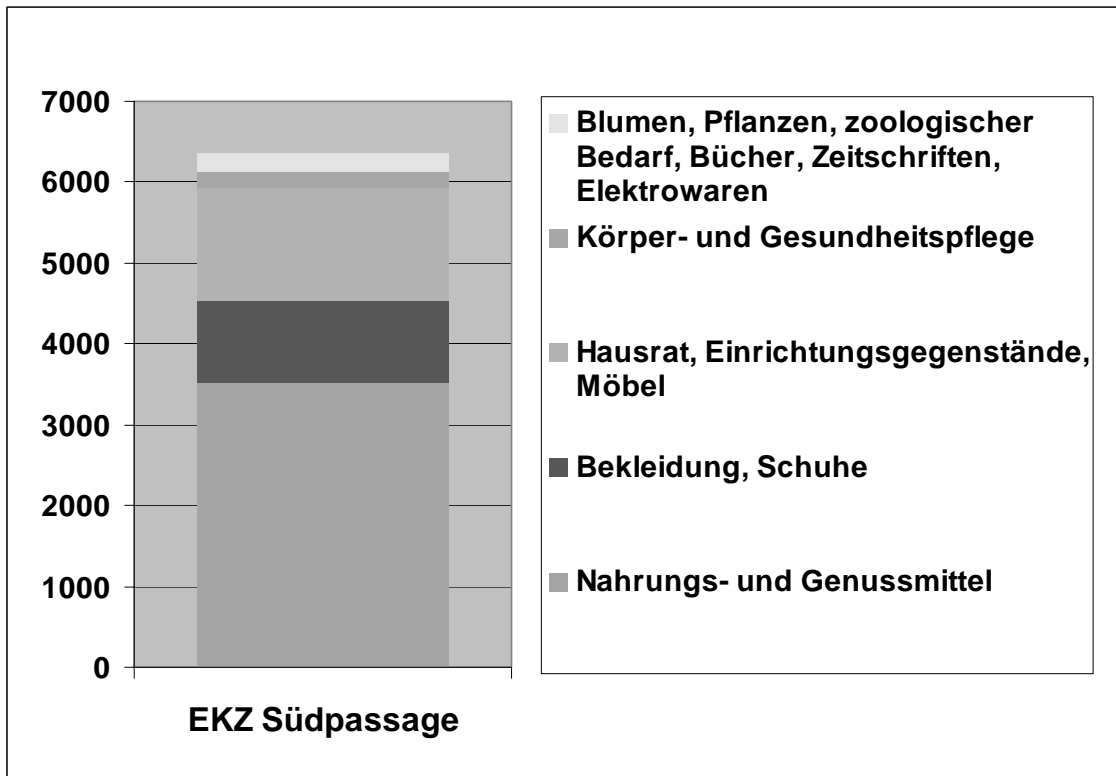 7000
6000
5000
4000
3000
2000
1000
0
EKZ Südpassage
Blumen, Pflanzen, zoologischer
Bedarf, Bücher, Zeitschriften,
Elektrowaren
Körper- und Gesundheitspflege
Hausrat, Einrichtungsgegenstände,
Möbel
Bekleidung, Schuhe
Nahrungs- und Genussmittel